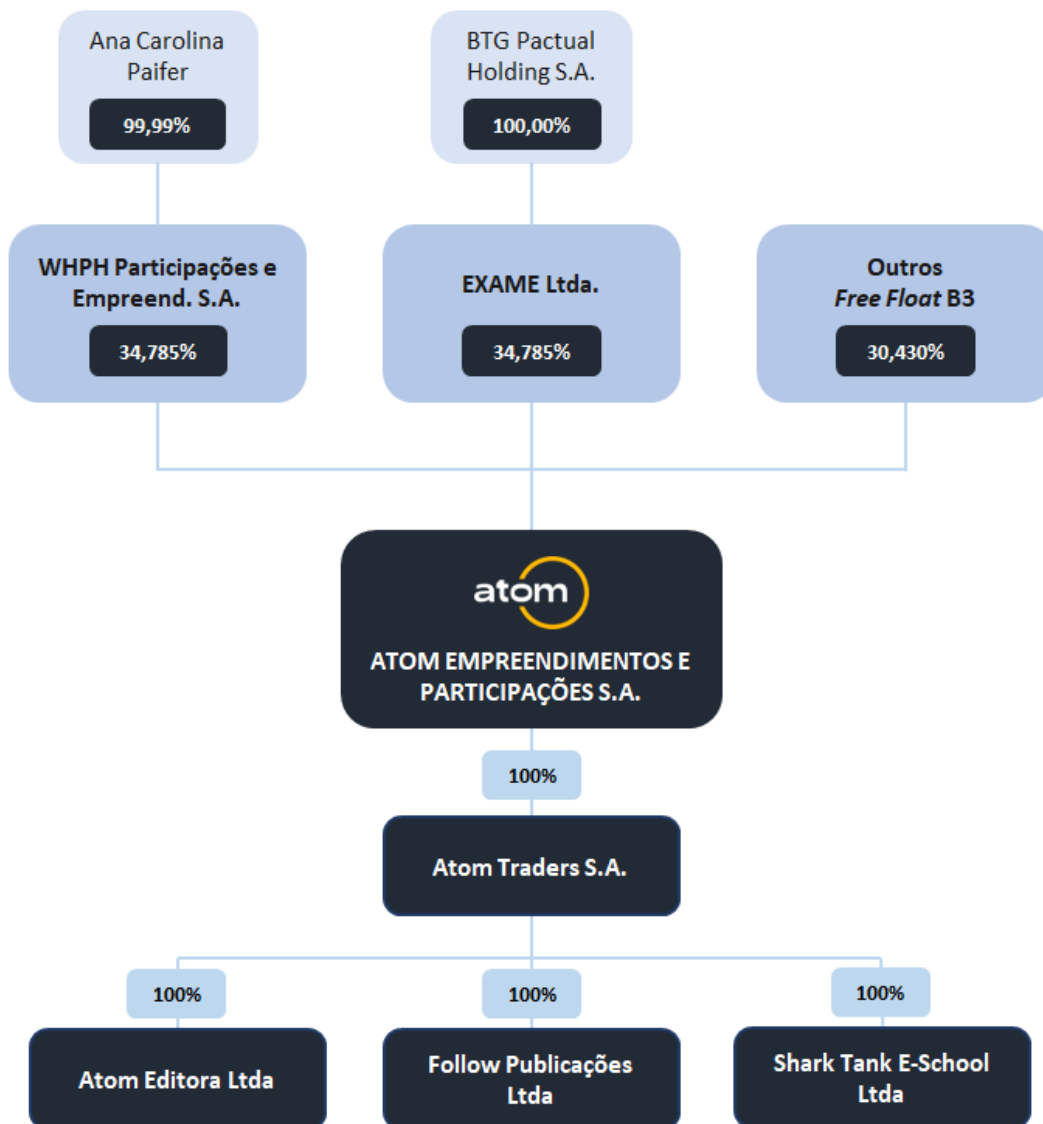 Ana Carolina
Paifer
99,99%
BTG Pactual
Holding S.A.
100,00%
WHPH Participações e
Empreend. S.A.
34,785%
EXAME Ltda.
34,785%
Outros
Free Float B3
30,430%
atom
ATOM EMPREENDIMENTOS E
PARTICIPAÇÕES S.A.
100%
Atom Traders S.A.
100%
100%
100%
Atom Editora Ltda
Follow Publicações
Ltda
Shark Tank E-School
Ltda